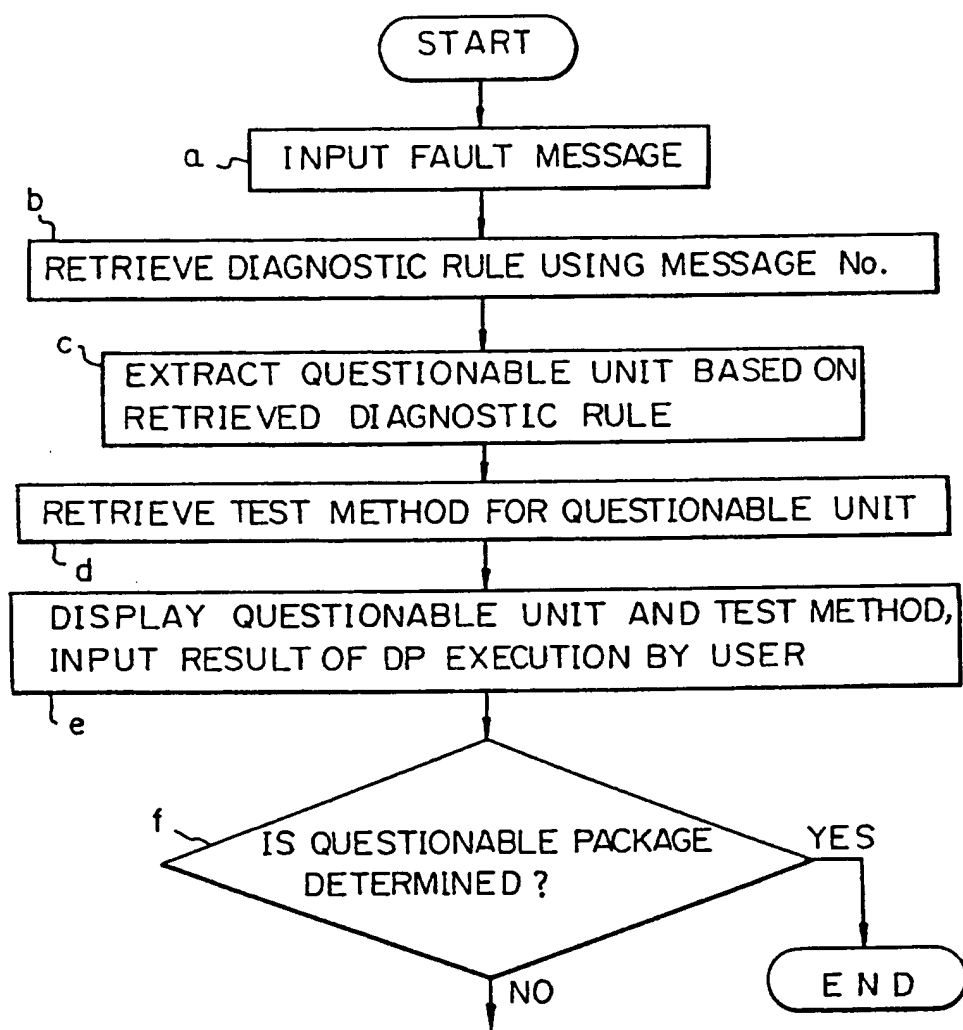 START
a
INPUT FAULT MESSAGE
b
RETRIEVE DIAGNOSTIC RULE USING MESSAGE No.
c
EXTRACT QUESTIONABLE UNIT BASED ON
RETRIEVED DIAGNOSTIC RULE
RETRIEVE TEST METHOD FOR QUESTIONABLE UNIT
d
DISPLAY QUESTIONABLE UNIT AND TEST METHOD,
INPUT RESULT OF DP EXECUTION BY USER
e
f
IS QUESTIONABLE PACKAGE
DETERMINED ?
YES
END
NO